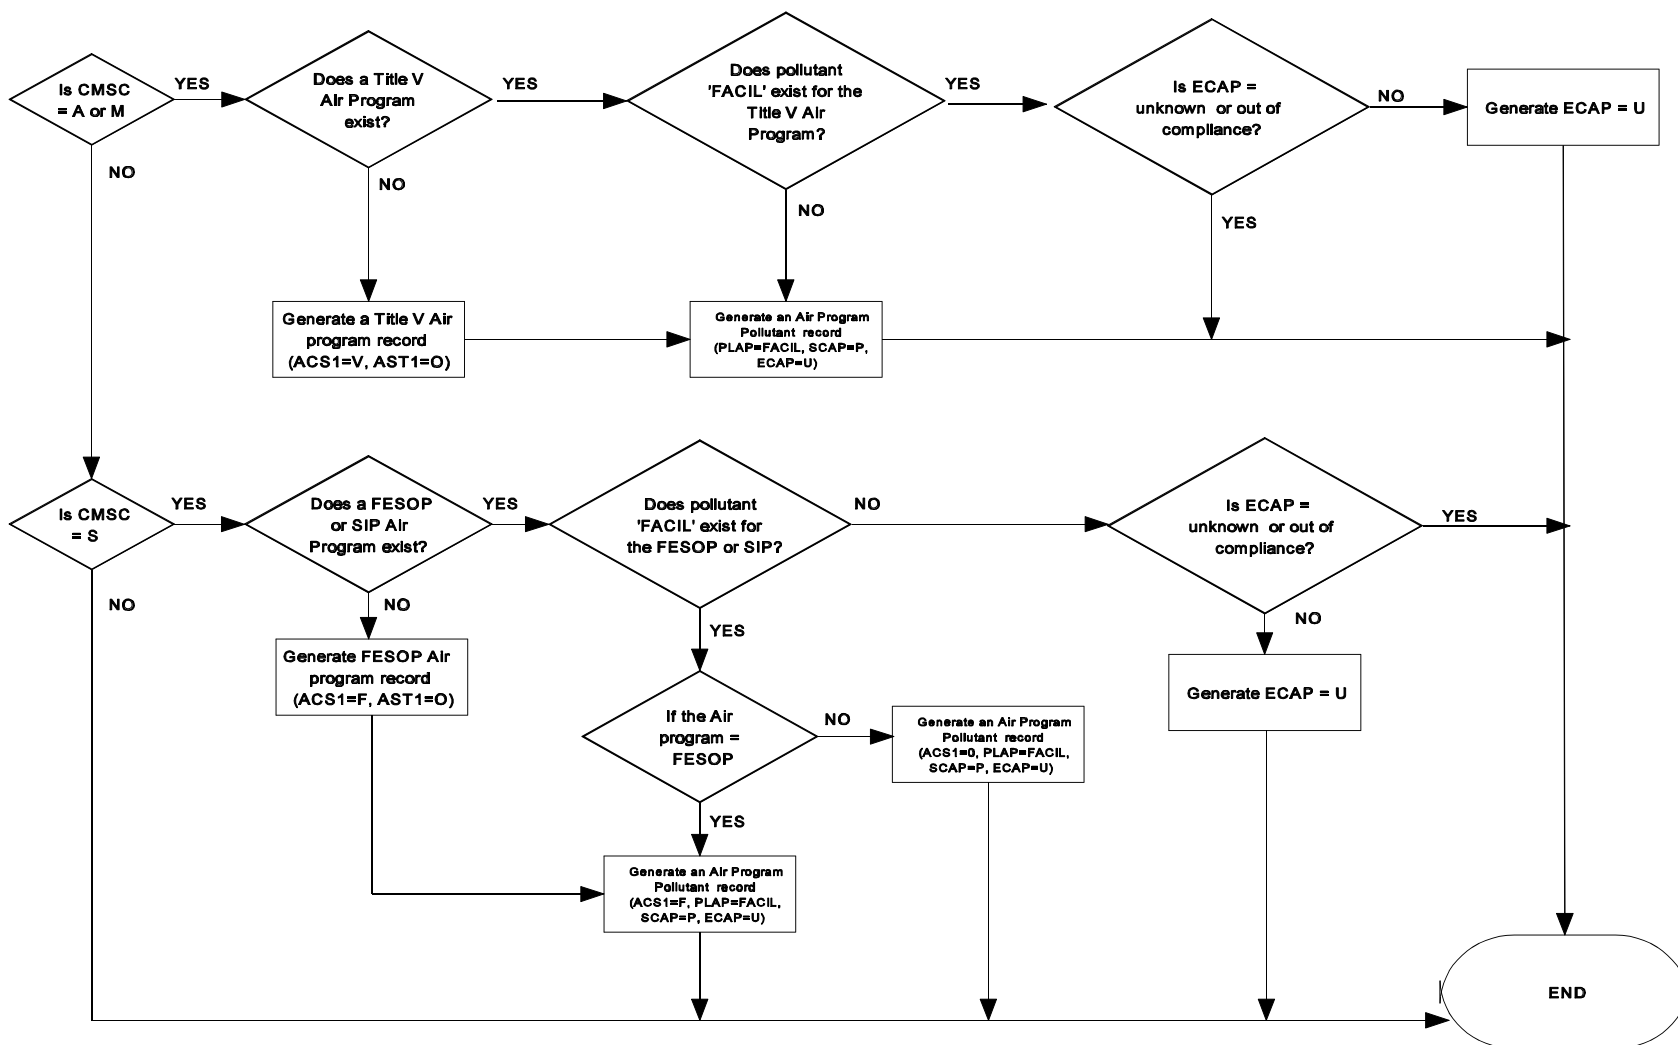 Is CMSC
= A or M
YES
Does a Title V
Air Program
exist?
YES
Does pollutant
'FACIL' exist for the
Title V Air
Program?
YES
Is ECAP =
unknown or out of
compliance?
NO
Generate ECAP = U
NO
NO
NO
YES
Generate a Title V Air
program record
(ACS1=V, AST1=O)
Generate an Air Program
Pollutant record
(PLAP=FACIL, SCAP=P,
ECAP=U)
Is CMSC
= S
YES
Does a FESOP
or SIP Air
Program exist?
YES
Does pollutant
'FACIL' exist for
the FESOP or SIP?
NO
Is ECAP =
unknown or out of
compliance?
YES
NO
NO
YES
NO
Generate FESOP Air
program record
(ACS1=F, AST1=O)
If the Air
program =
FESOP
NO
Generate an Air Program
Pollutant record
(ACS1=0, PLAP=FACIL,
SCAP=P, ECAP=U)
Generate ECAP = U
YES
Generate an Air Program
Pollutant record
(ACS1=F, PLAP=FACIL,
SCAP=P, ECAP=U)
END